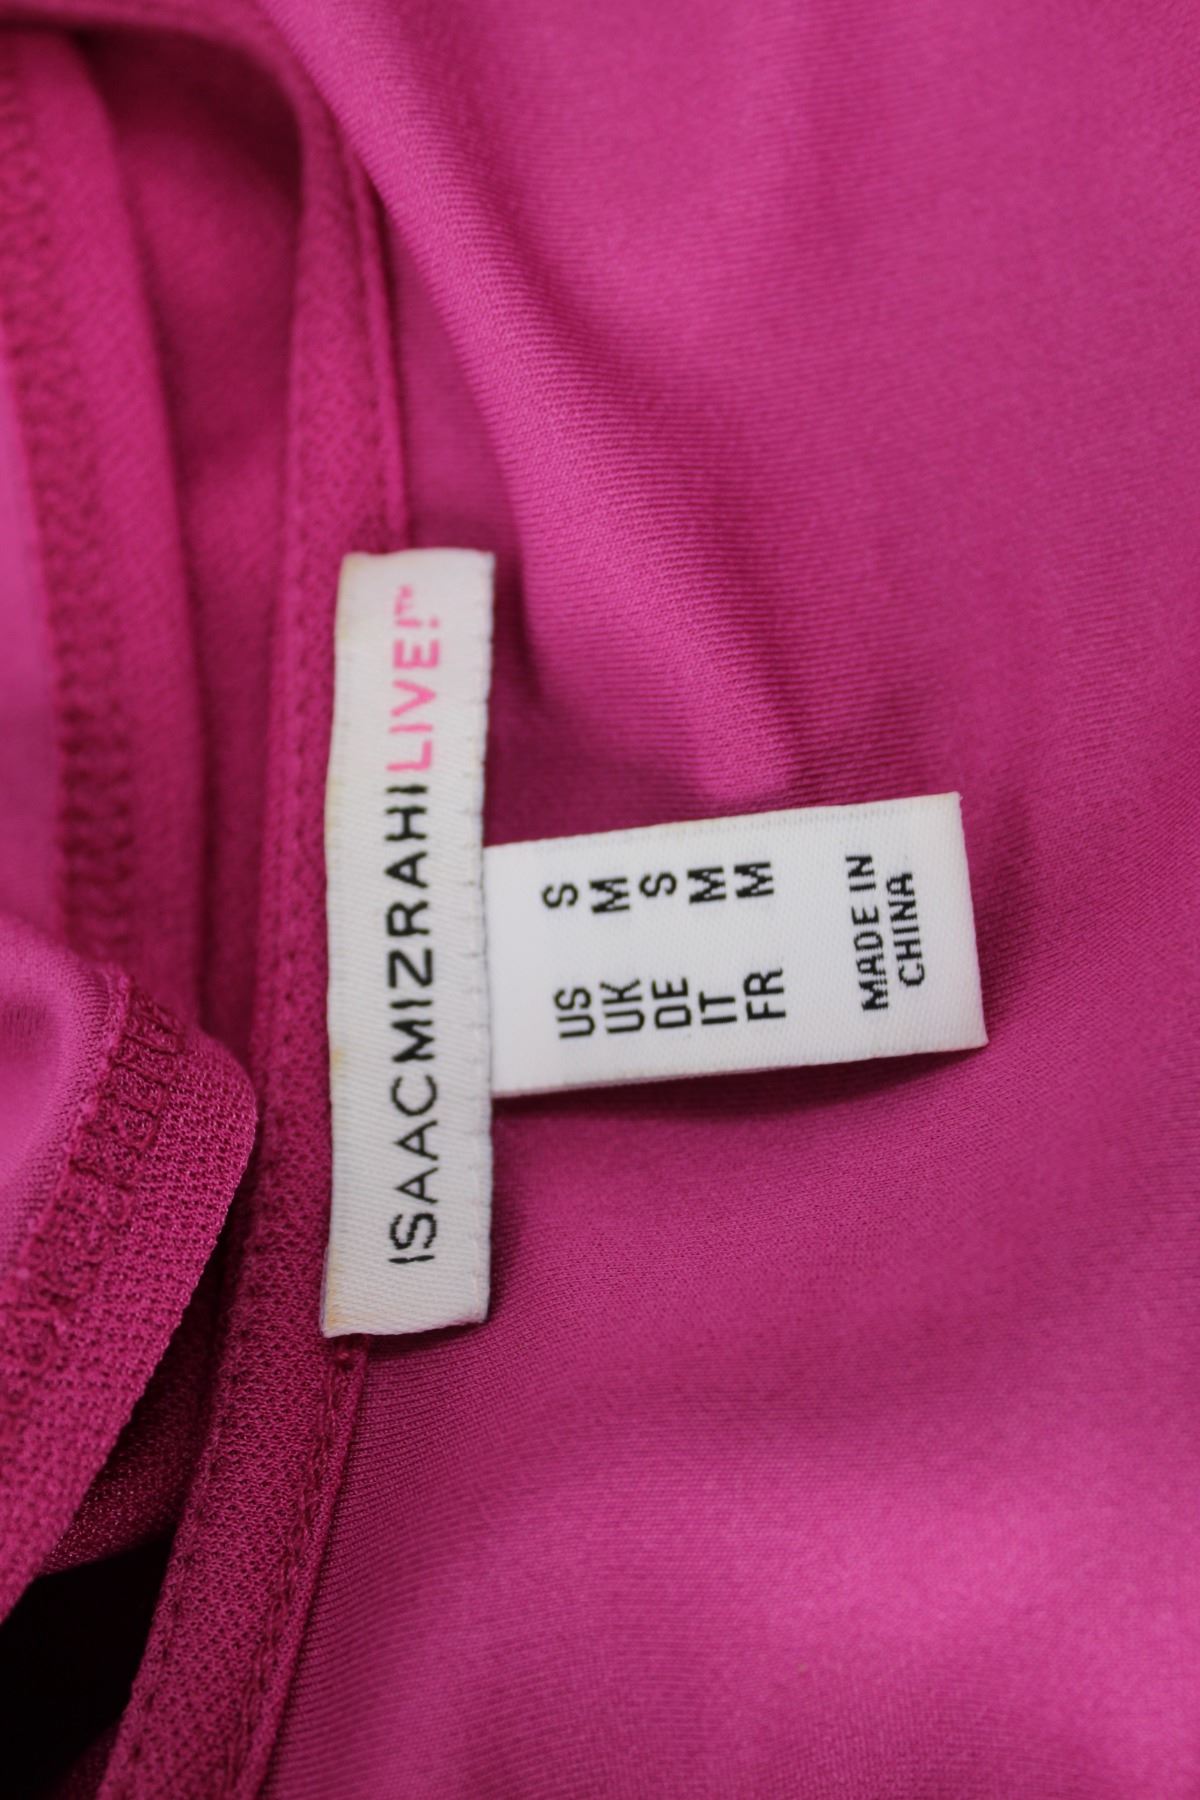 ISAACMIZRAHILIVE!™
US S
UK M
DE S
IT M
FR M
MADE IN
CHINA